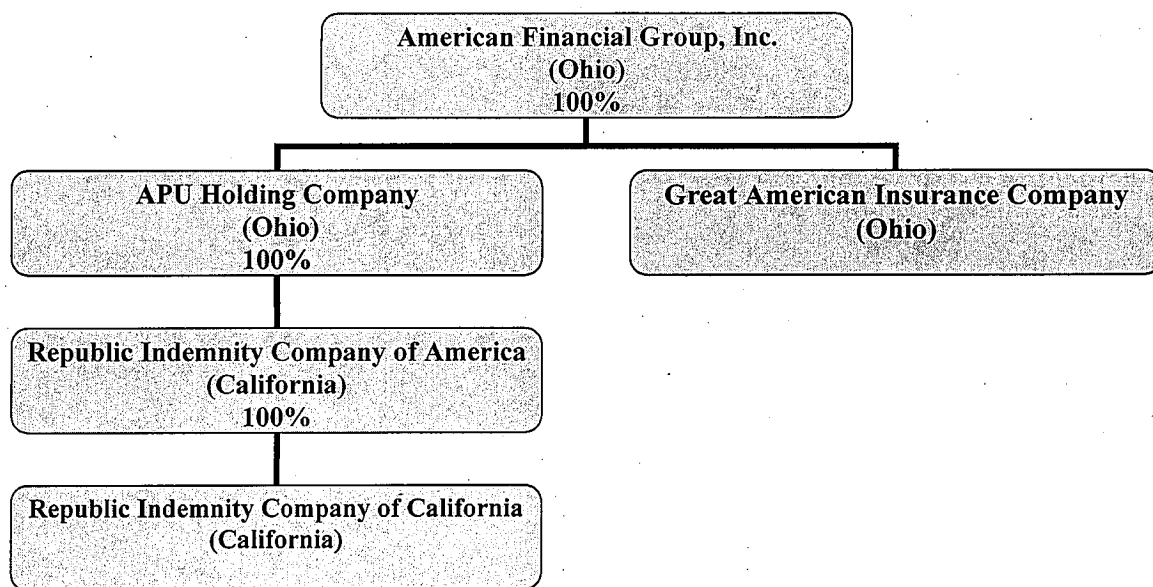 American Financial Group, Inc.
(Ohio)
100%
APU Holding Company
(Ohio)
100%
Great American Insurance Company
(Ohio)
Republic Indemnity Company of America
(California)
100%
Republic Indemnity Company of California
(California)